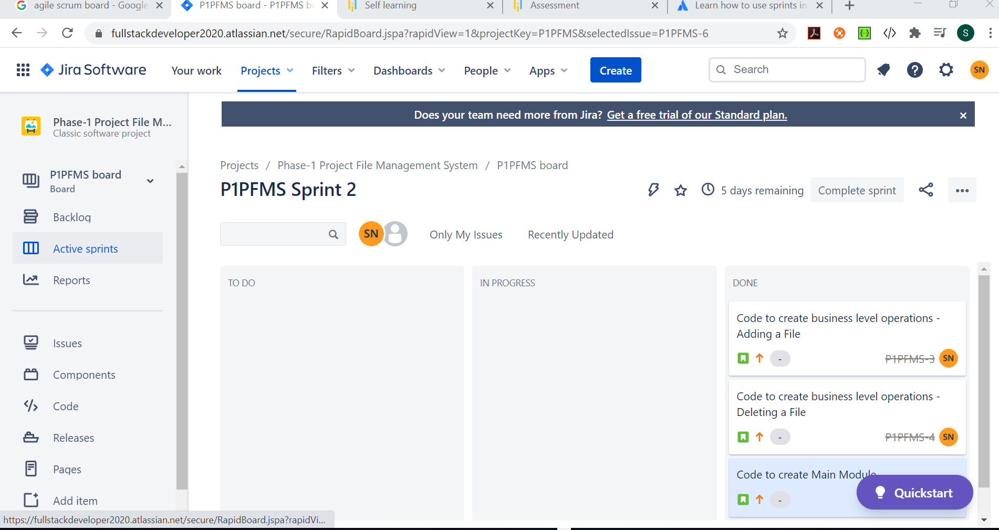 agile scrum board - Google
P1PFMS board - P1PFMS bo
Self learning
Assessment
Learn how to use sprints in
fullstackdeveloper2020.atlassian.net/secure/RapidBoard.jspa?rapidView=1&projectKey=P1PFMS&selectedIssue=P1PFMS-6
S
Jira Software
Your work
Projects
Filters
Dashboards
People
Apps
Create
Search
SN
Does your team need more from Jira? Get a free trial of our Standard plan.
Phase-1 Project File M...
Classic software project
P1PFMS board
Board
Backlog
Active sprints
Reports
Issues
Components
Code
Releases
Pages
Add item
Projects / Phase-1 Project File Management System / P1PFMS board
P1PFMS Sprint 2
5 days remaining
Complete sprint
SN
Only My Issues
Recently Updated
TO DO
IN PROGRESS
DONE
Code to create business level operations -
Adding a File
-
P1PFMS-3
SN
Code to create business level operations -
Deleting a File
-
P1PFMS-4
SN
Code to create Main Module
-
Quickstart
https://fullstackdeveloper2020.atlassian.net/secure/RapidBoard.jspa?rapidVi...